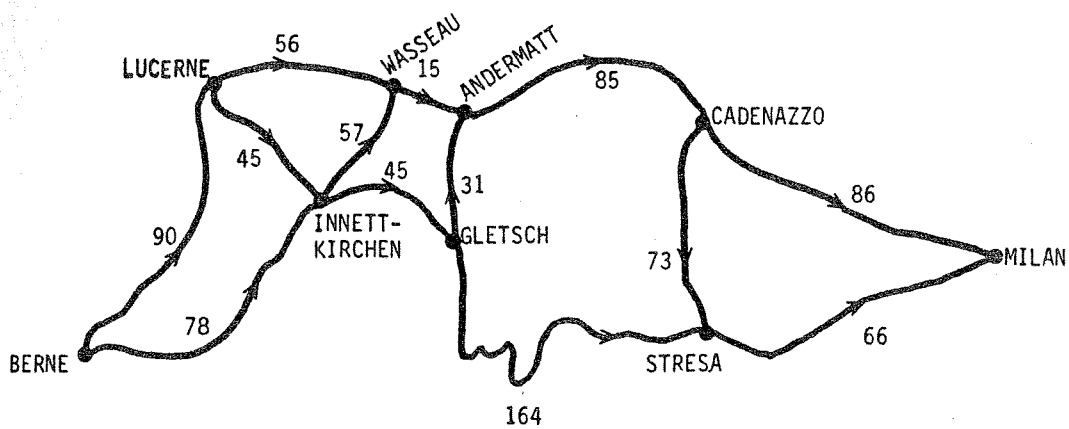 56
WASSEAU
ANDERMATT
LUCERNE
15
85
CADENAZZO
57
45
45
31
86
INNETT-
KIRCHEN
90
GLETSCH
MILAN
73
78
BERNE
STRESA
66
164